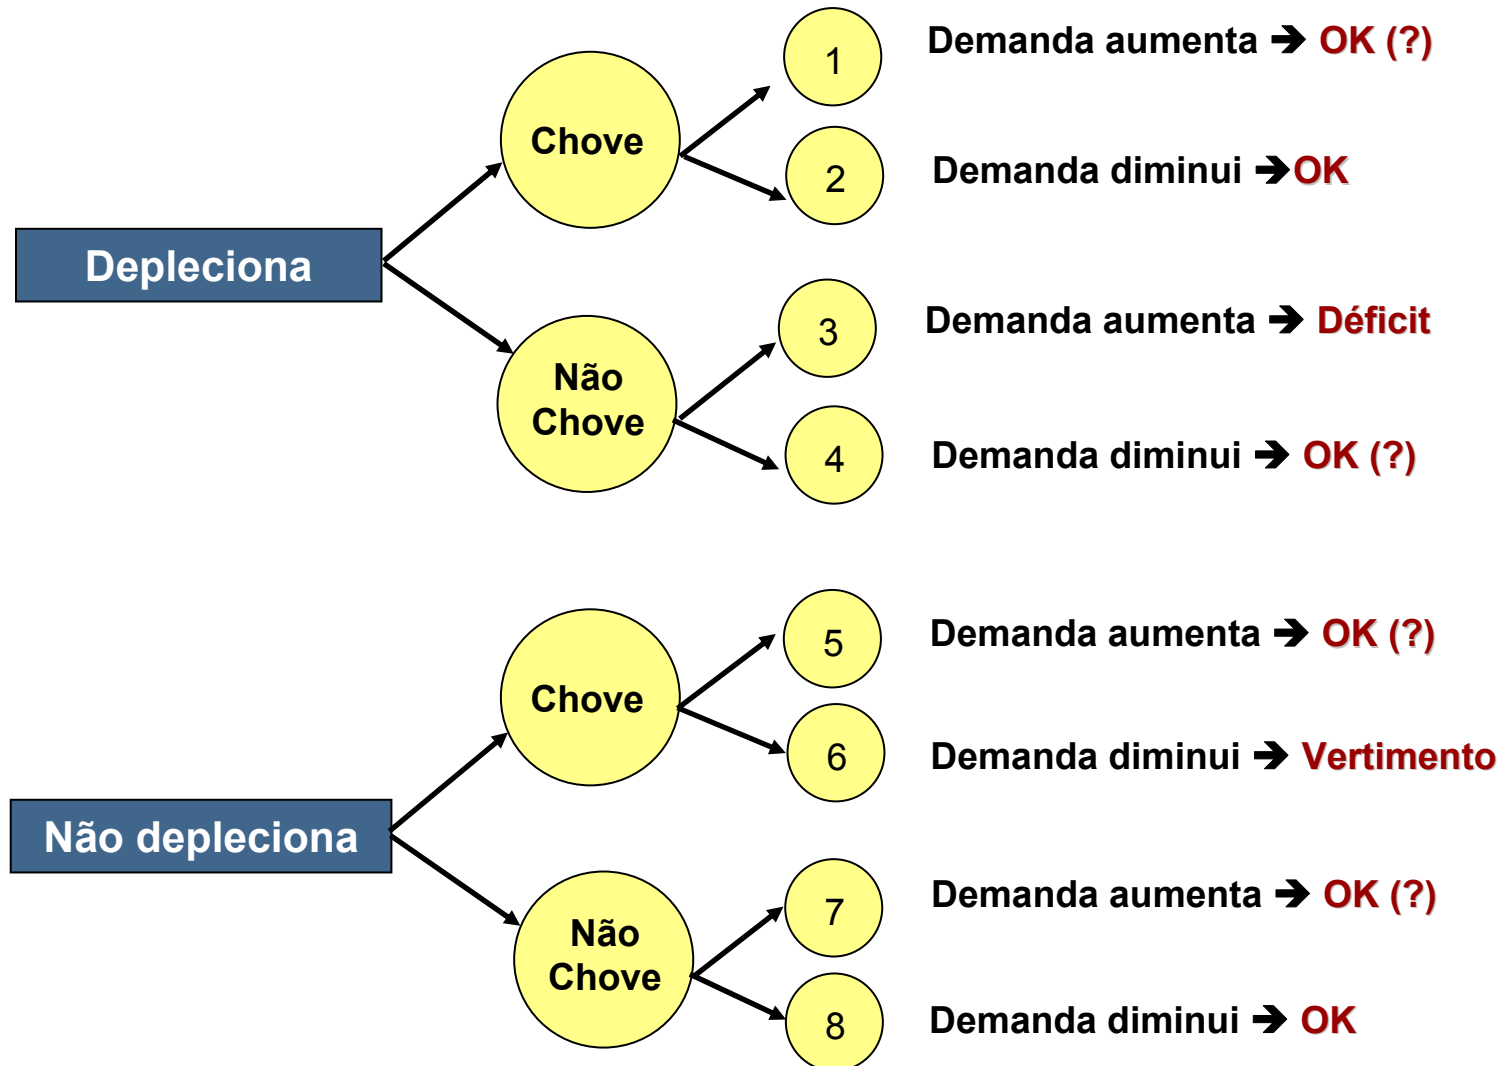 1
Demanda aumenta ➔ OK (?)
Chove
2
Demanda diminui ➔ OK
Depleciona
3
Demanda aumenta ➔ Déficit
Não
Chove
4
Demanda diminui ➔ OK (?)
5
Demanda aumenta ➔ OK (?)
Chove
6
Demanda diminui ➔ Vertimento
Não depleciona
7
Demanda aumenta ➔ OK (?)
Não
Chove
8
Demanda diminui ➔ OK